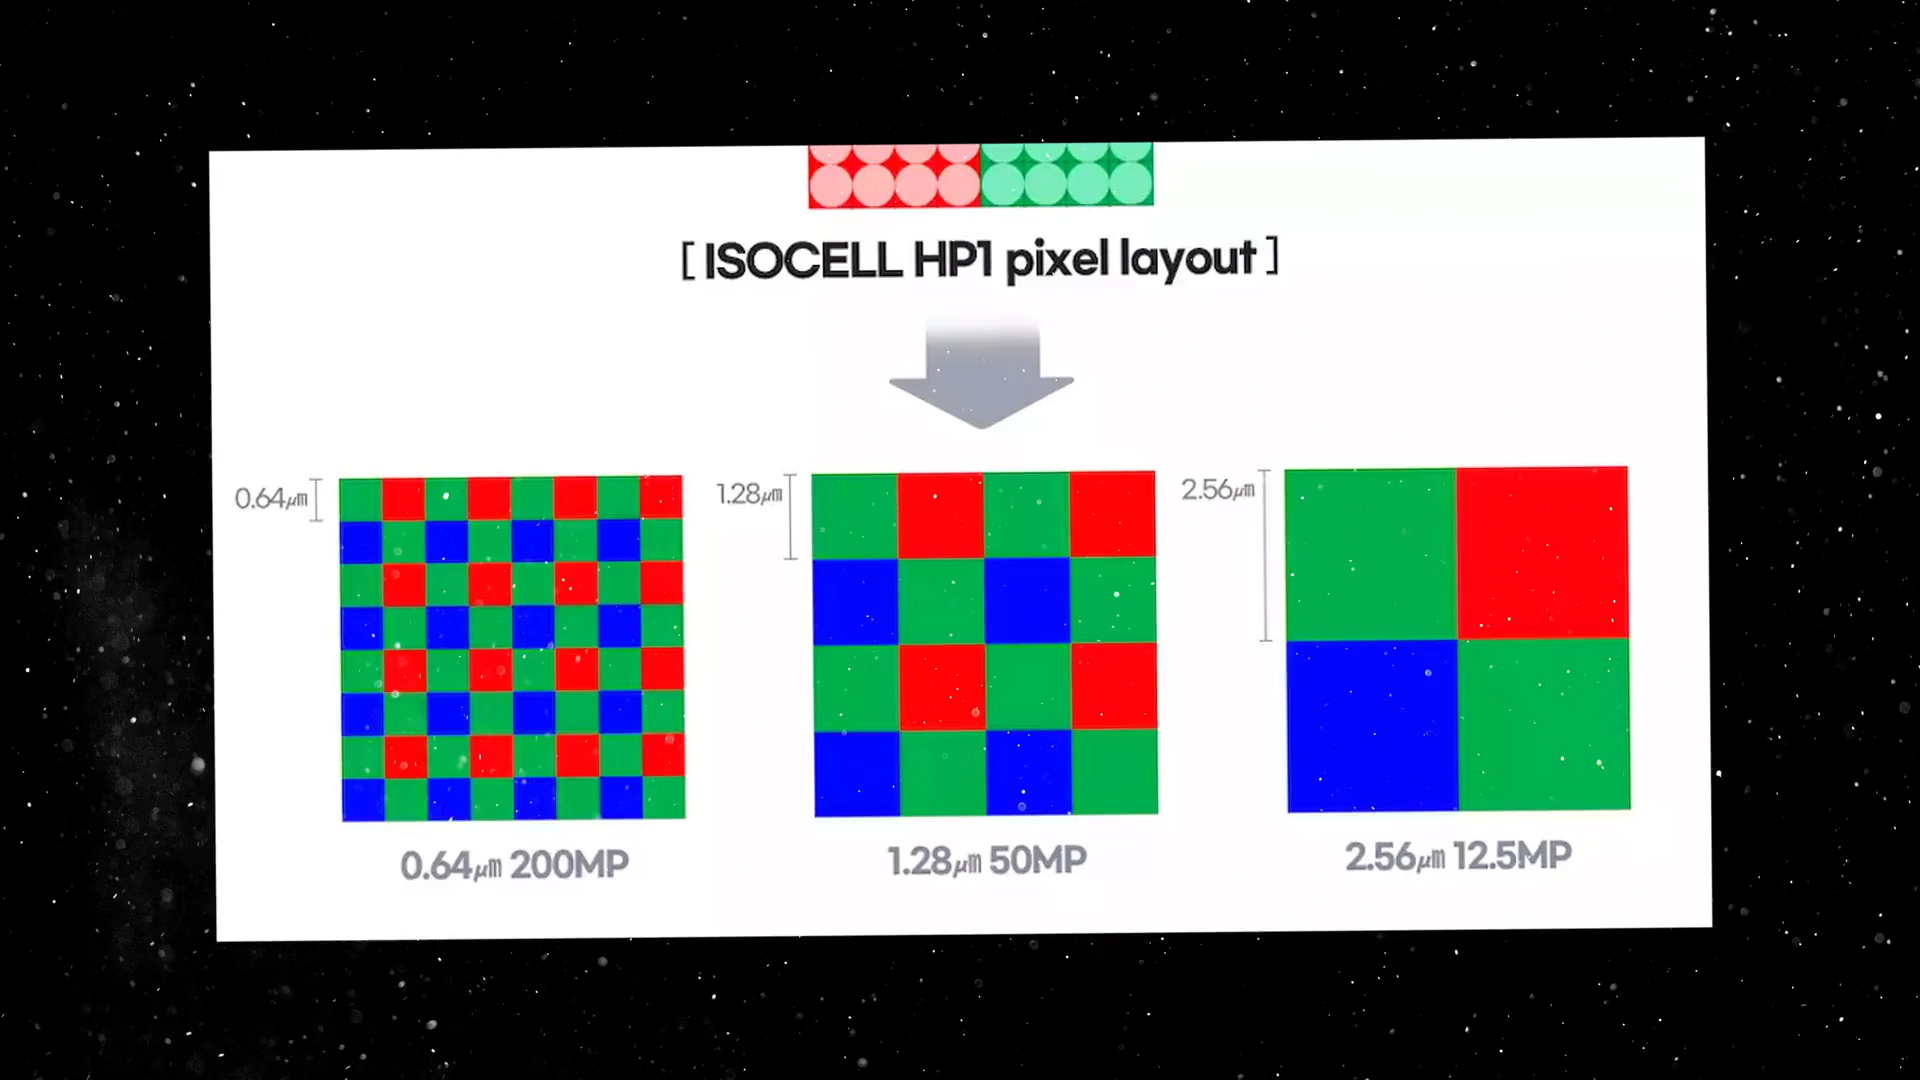 [ ISOCELL HP1 pixel layout ]
0.64㎛
1.28㎛
2.56㎛
0.64㎛ 200MP
1.28㎛ 50MP
2.56㎛ 12.5MP